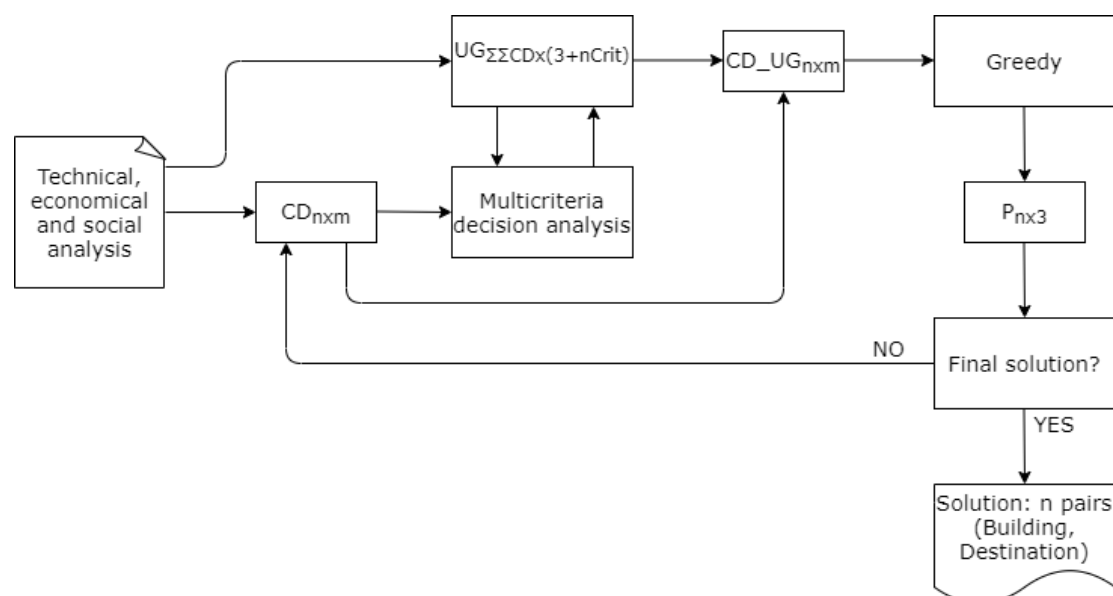 UGΣΣCDx(3+nCrit)
CD_UGnxm
Greedy
Technical,
economical
and social
analysis
CDnxm
Multicriteria
decision analysis
Pnx3
NO
Final solution?
YES
Solution: n pairs
(Building,
Destination)